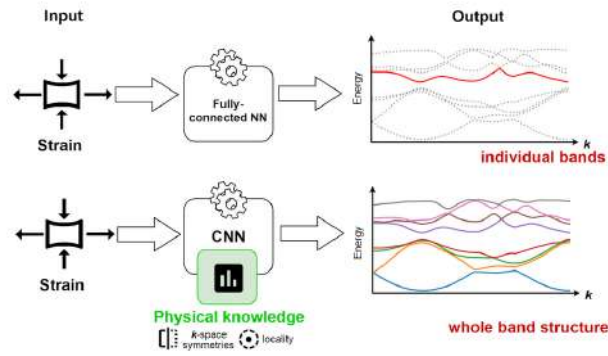 Input
Output
Strain
Fully-
connected NN
Energy
k
individual bands
Strain
CNN
Physical knowledge
k-space
symmetries
locality
Energy
k
whole band structure